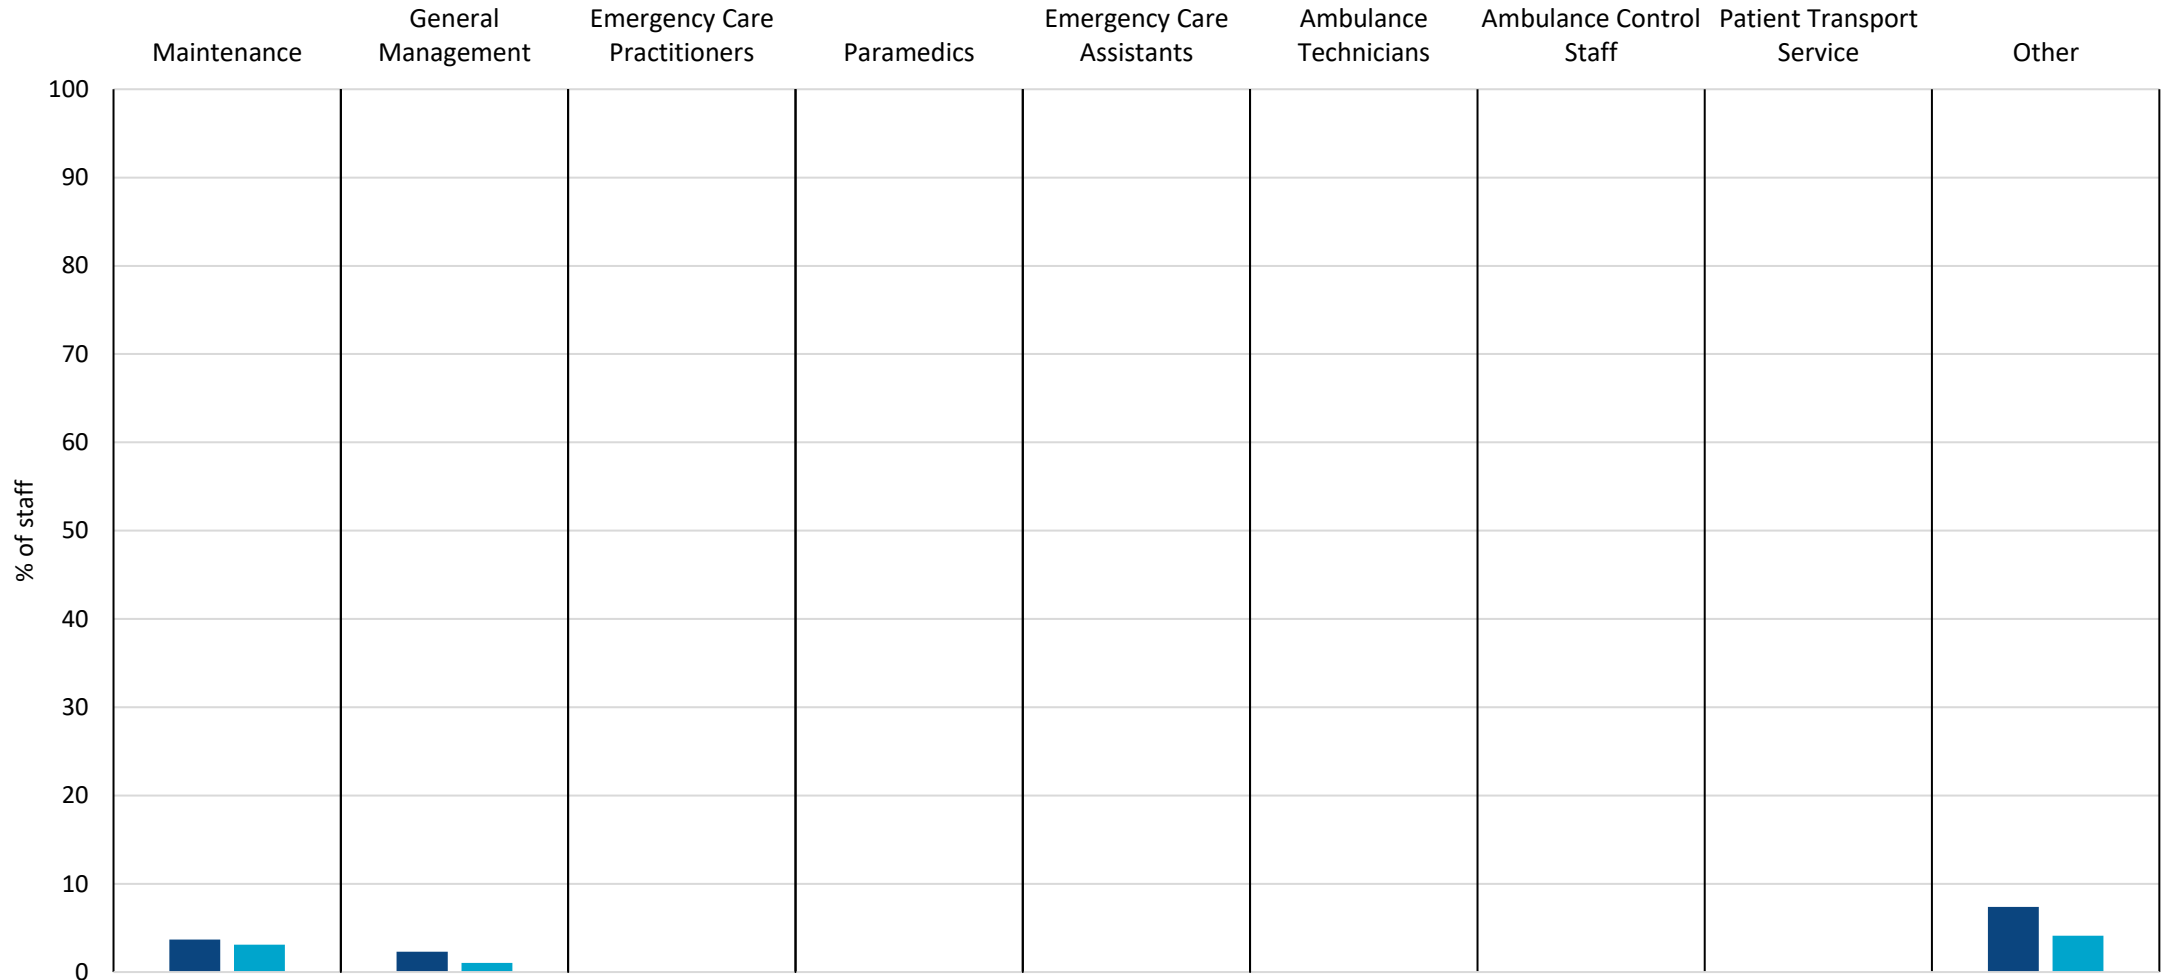 Maintenance
General
Management
Emergency Care
Practitioners
Paramedics
Emergency Care
Assistants
Ambulance
Technicians
Ambulance Control
Staff
Patient Transport
Service
Other
100
90
80
70
60
50
40
30
20
10
0
% of staff